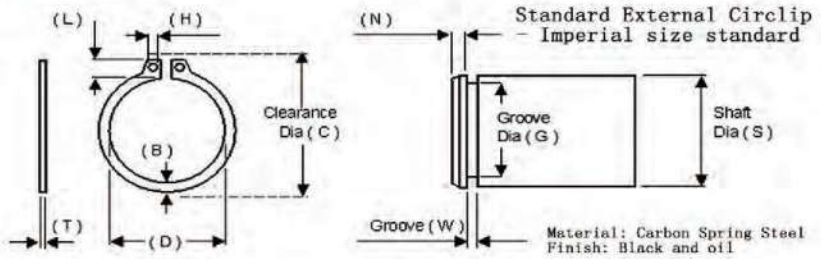 Standard External Circlip
- Imperial size standard
( L )
( H )
( N )
Clearance
Dia ( C )
( B )
Groove
Dia ( G )
Shaft
Dia ( S )
( T )
( D )
Groove ( W )
Material: Carbon Spring Steel
Finish: Black and oil